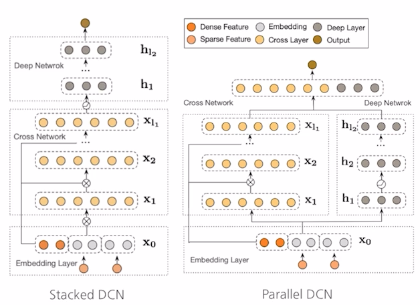 Deep Netwrok
h_{l_2}
...
h_1
Cross Netwrok
x_{l_1}
...
x_2
x_1
x_0
Embedding Layer
Stacked DCN
Dense Feature
Embedding
Deep Layer
Sparse Feature
Cross Layer
Output
Cross Network
Deep Netwrok
x_{l_1}
...
x_2
x_1
h_{l_2}
...
h_2
h_1
x_0
Embedding Layer
Parallel DCN